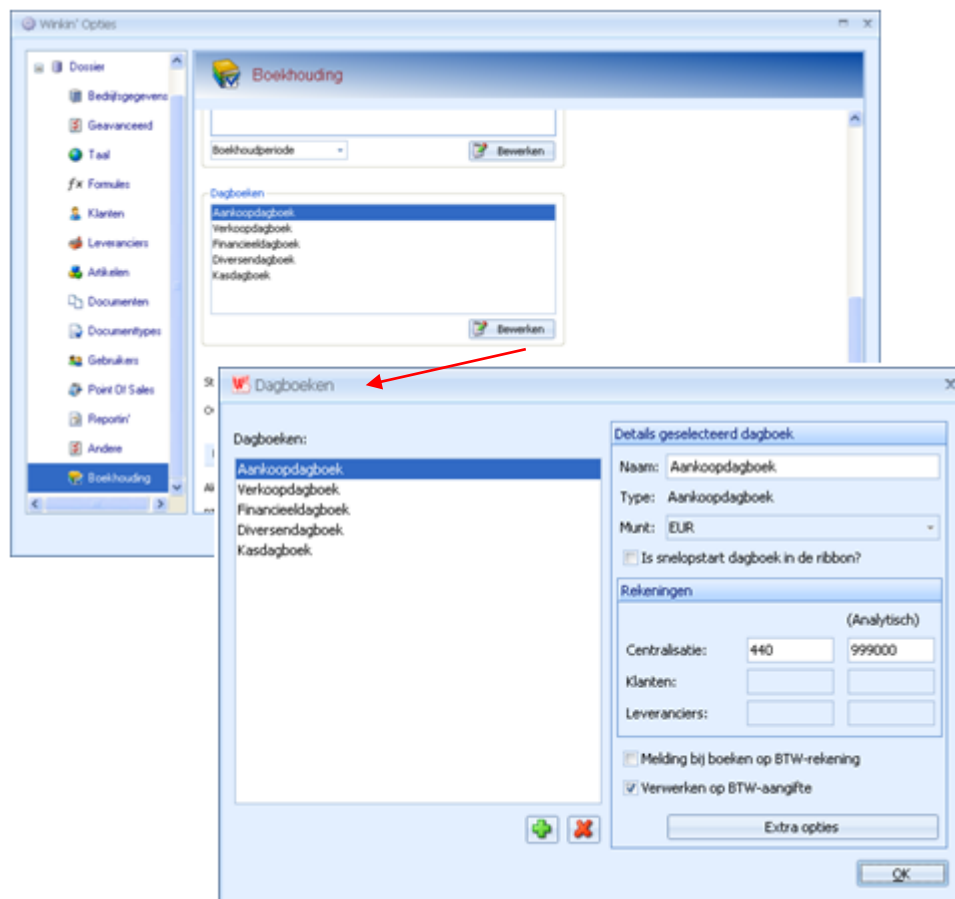 Winkin' Opties
Dossier
Bedrijfsgegevens
Geavanceerd
Taal
Formules
Klanten
Leveranciers
Artikelen
Documenten
Documenttypes
Gebruikers
Point Of Sales
Reportin'
Andere
Boekhouding
Boekhouding
Boekhoudperiode
Bewerken
Dagboeken
Aankoopdagboek
Verkoopdagboek
Financieeldagboek
Diversendagboek
Kasdagboek
Bewerken
St
Dagboeken
Dagboeken:
Aankoopdagboek
Verkoopdagboek
Financieeldagboek
Diversendagboek
Kasdagboek
Details geselecteerd dagboek
Naam: Aankoopdagboek
Type: Aankoopdagboek
Munt: EUR
Is snelopstart dagboek in de ribbon?
Rekeningen
(Analytisch)
Centralisatie: 440 999000
Klanten:
Leveranciers:
Melding bij boeken op BTW-rekening
Verwerken op BTW-aangifte
Extra opties
OK